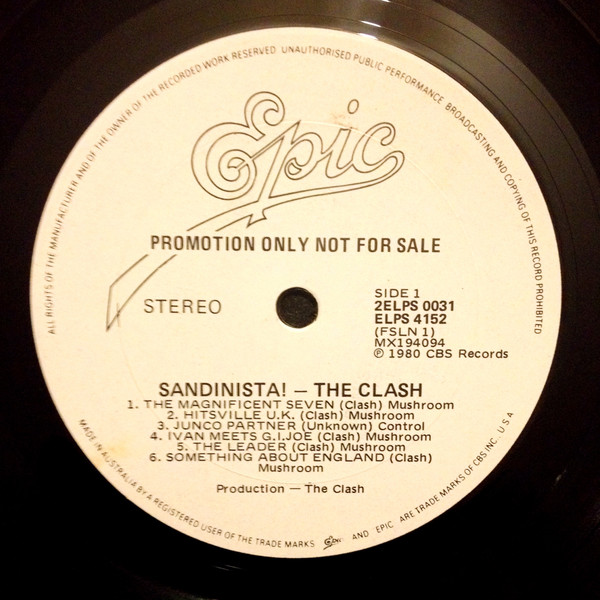 ALL RIGHTS OF THE MANUFACTURER AND OF THE OWNER OF THE RECORDED WORK RESERVED UNAUTHORISED PUBLIC PERFORMANCE BROADCASTING AND COPYING OF THIS RECORD PROHIBITED
Epic
PROMOTION ONLY NOT FOR SALE
STEREO
SIDE 1
2ELPS 0031
ELPS 4152
(FSLN 1)
MX194094
℗ 1980 CBS Records
SANDINISTA! — THE CLASH
1. THE MAGNIFICENT SEVEN (Clash) Mushroom
2. HITSVILLE U.K. (Clash) Mushroom
3. JUNCO PARTNER (Unknown) Control
4. IVAN MEETS G.I.JOE (Clash) Mushroom
5. THE LEADER (Clash) Mushroom
6. SOMETHING ABOUT ENGLAND (Clash)
Mushroom
Production — The Clash
MADE IN AUSTRALIA BY A REGISTERED USER OF THE TRADE MARKS Epic AND EPIC ARE TRADE MARKS OF CBS INC., U S A